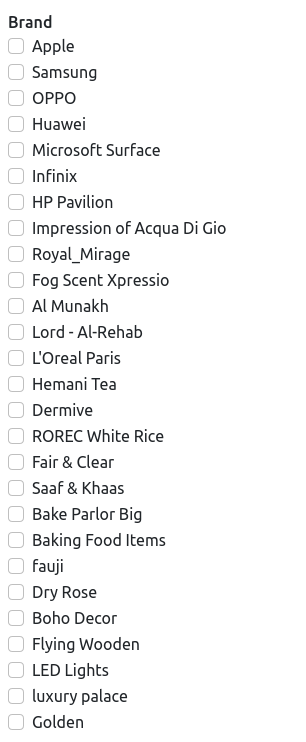 Brand
Apple
Samsung
OPPO
Huawei
Microsoft Surface
Infinix
HP Pavilion
Impression of Acqua Di Gio
Royal_Mirage
Fog Scent Xpressio
Al Munakh
Lord - Al-Rehab
L'Oreal Paris
Hemani Tea
Dermive
ROREC White Rice
Fair & Clear
Saaf & Khaas
Bake Parlor Big
Baking Food Items
fauji
Dry Rose
Boho Decor
Flying Wooden
LED Lights
luxury palace
Golden